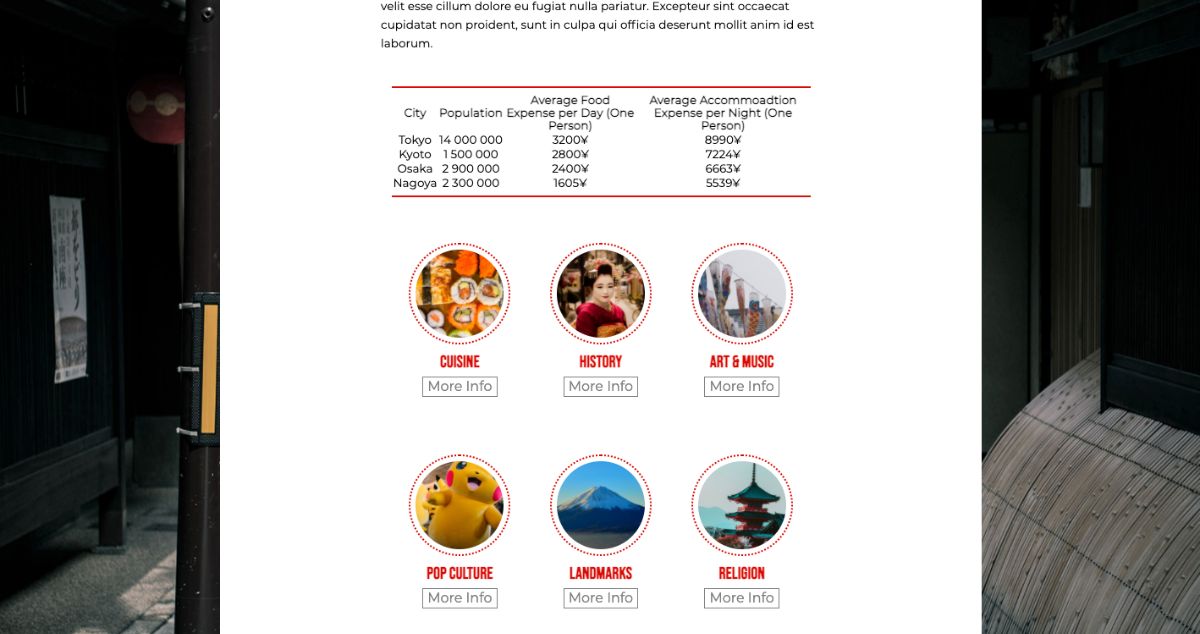 velit esse cillum dolore eu fugiat nulla pariatur. Excepteur sint occaecat
cupidatat non proident, sunt in culpa qui officia deserunt mollit anim id est
laborum.
City Population Average Food Expense per Day (One Person) Average Accommoadtion Expense per Night (One Person)
Tokyo 14 000 000 3200¥ 8990¥
Kyoto 1 500 000 2800¥ 7224¥
Osaka 2 900 000 2400¥ 6663¥
Nagoya 2 300 000 1605¥ 5539¥
CUISINE HISTORY ART & MUSIC
More Info More Info More Info
POP CULTURE LANDMARKS RELIGION
More Info More Info More Info